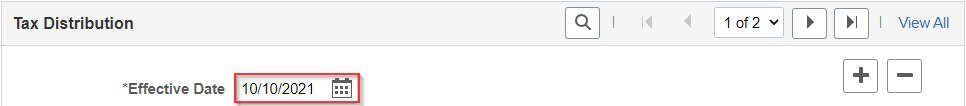 Tax Distribution 1 of 2 View All
*Effective Date 10/10/2021